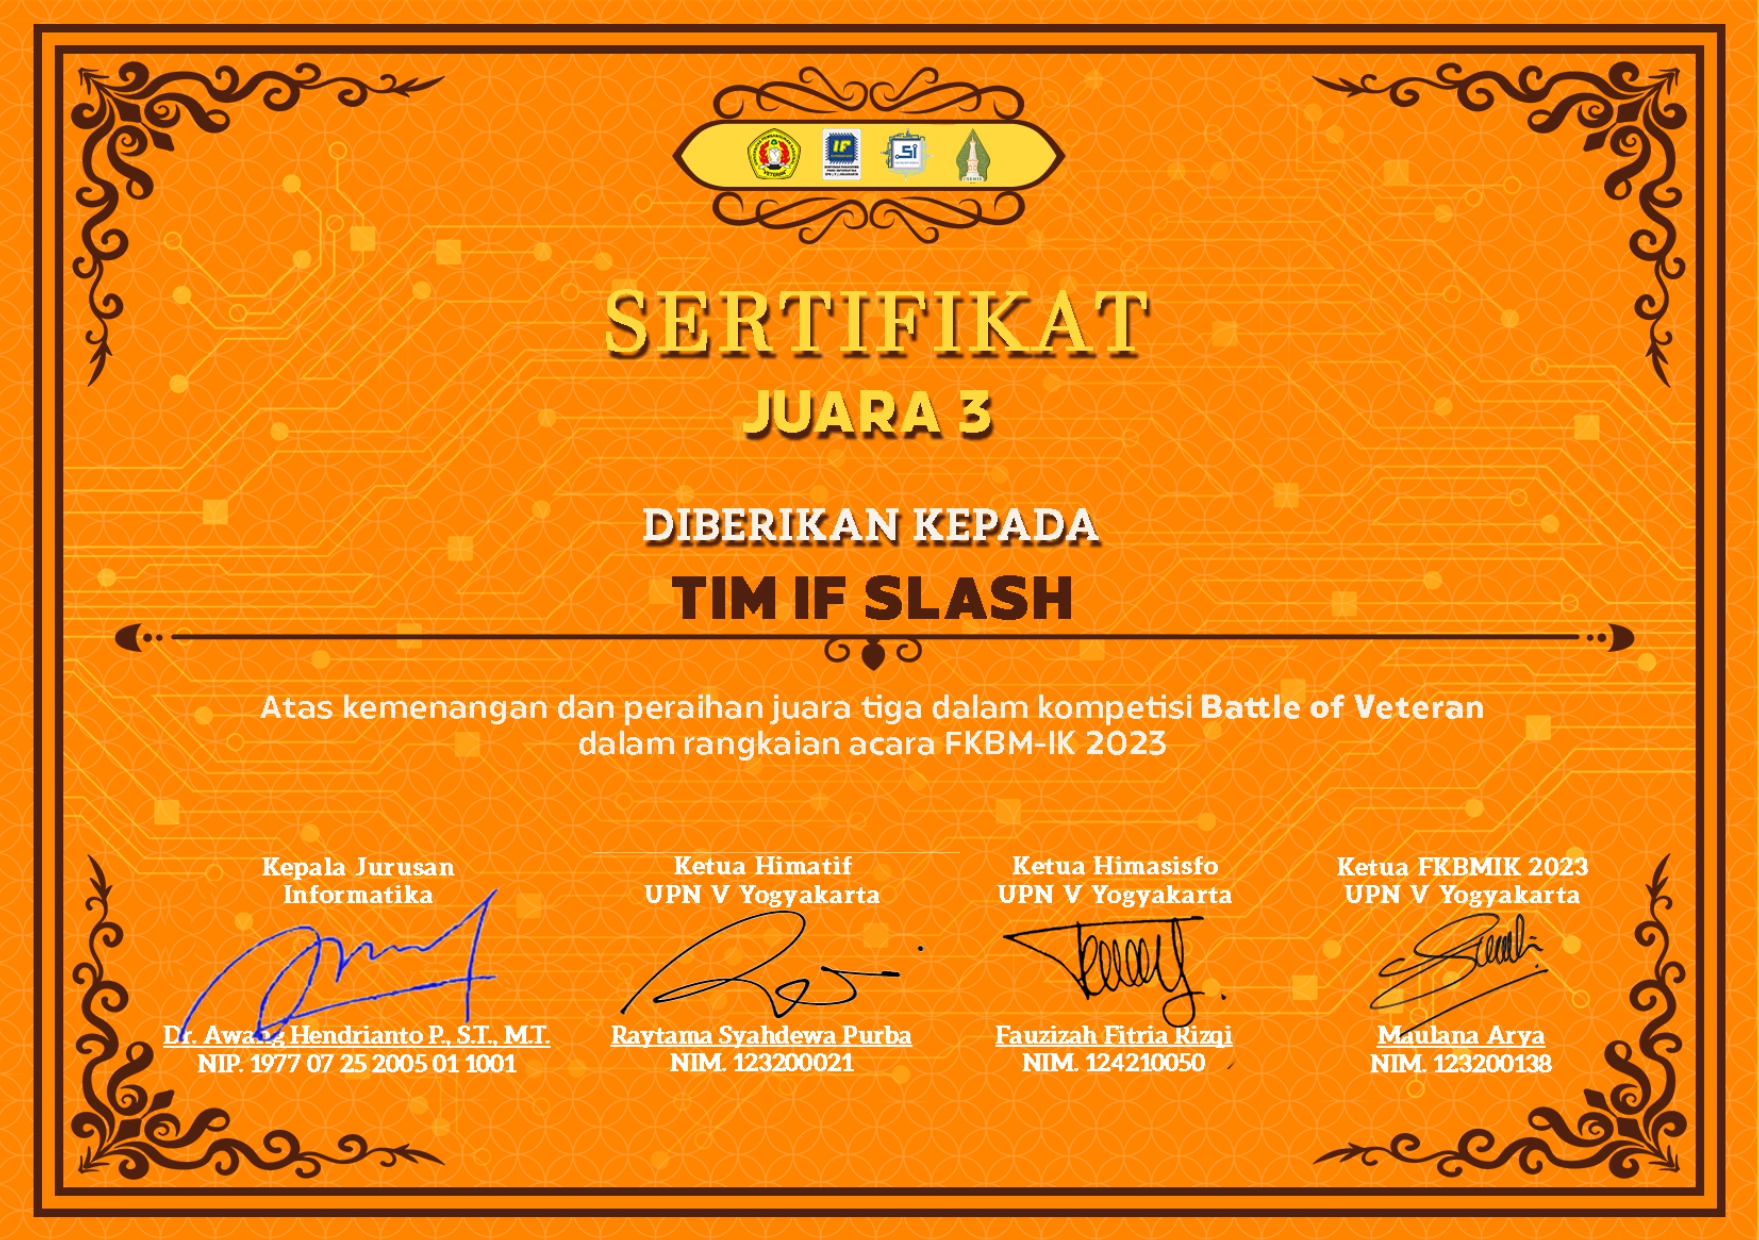 IF
SI
SERTIFIKAT
JUARA 3
DIBERIKAN KEPADA
TIM IF SLASH
Atas kemenangan dan peraihan juara tiga dalam kompetisi Battle of Veteran
dalam rangkaian acara FKBM-IK 2023
Kepala Jurusan
Informatika
Dr. Awang Hendrianto P., S.T., M.T.
NIP. 1977 07 25 2005 01 1001
Ketua Himatif
UPN V Yogyakarta
Raytama Syahdewa Purba
NIM. 123200021
Ketua Himasisfo
UPN V Yogyakarta
Fauzizah Fitria Rizqi
NIM. 124210050
Ketua FKBMIK 2023
UPN V Yogyakarta
Maulana Arya
NIM. 123200138